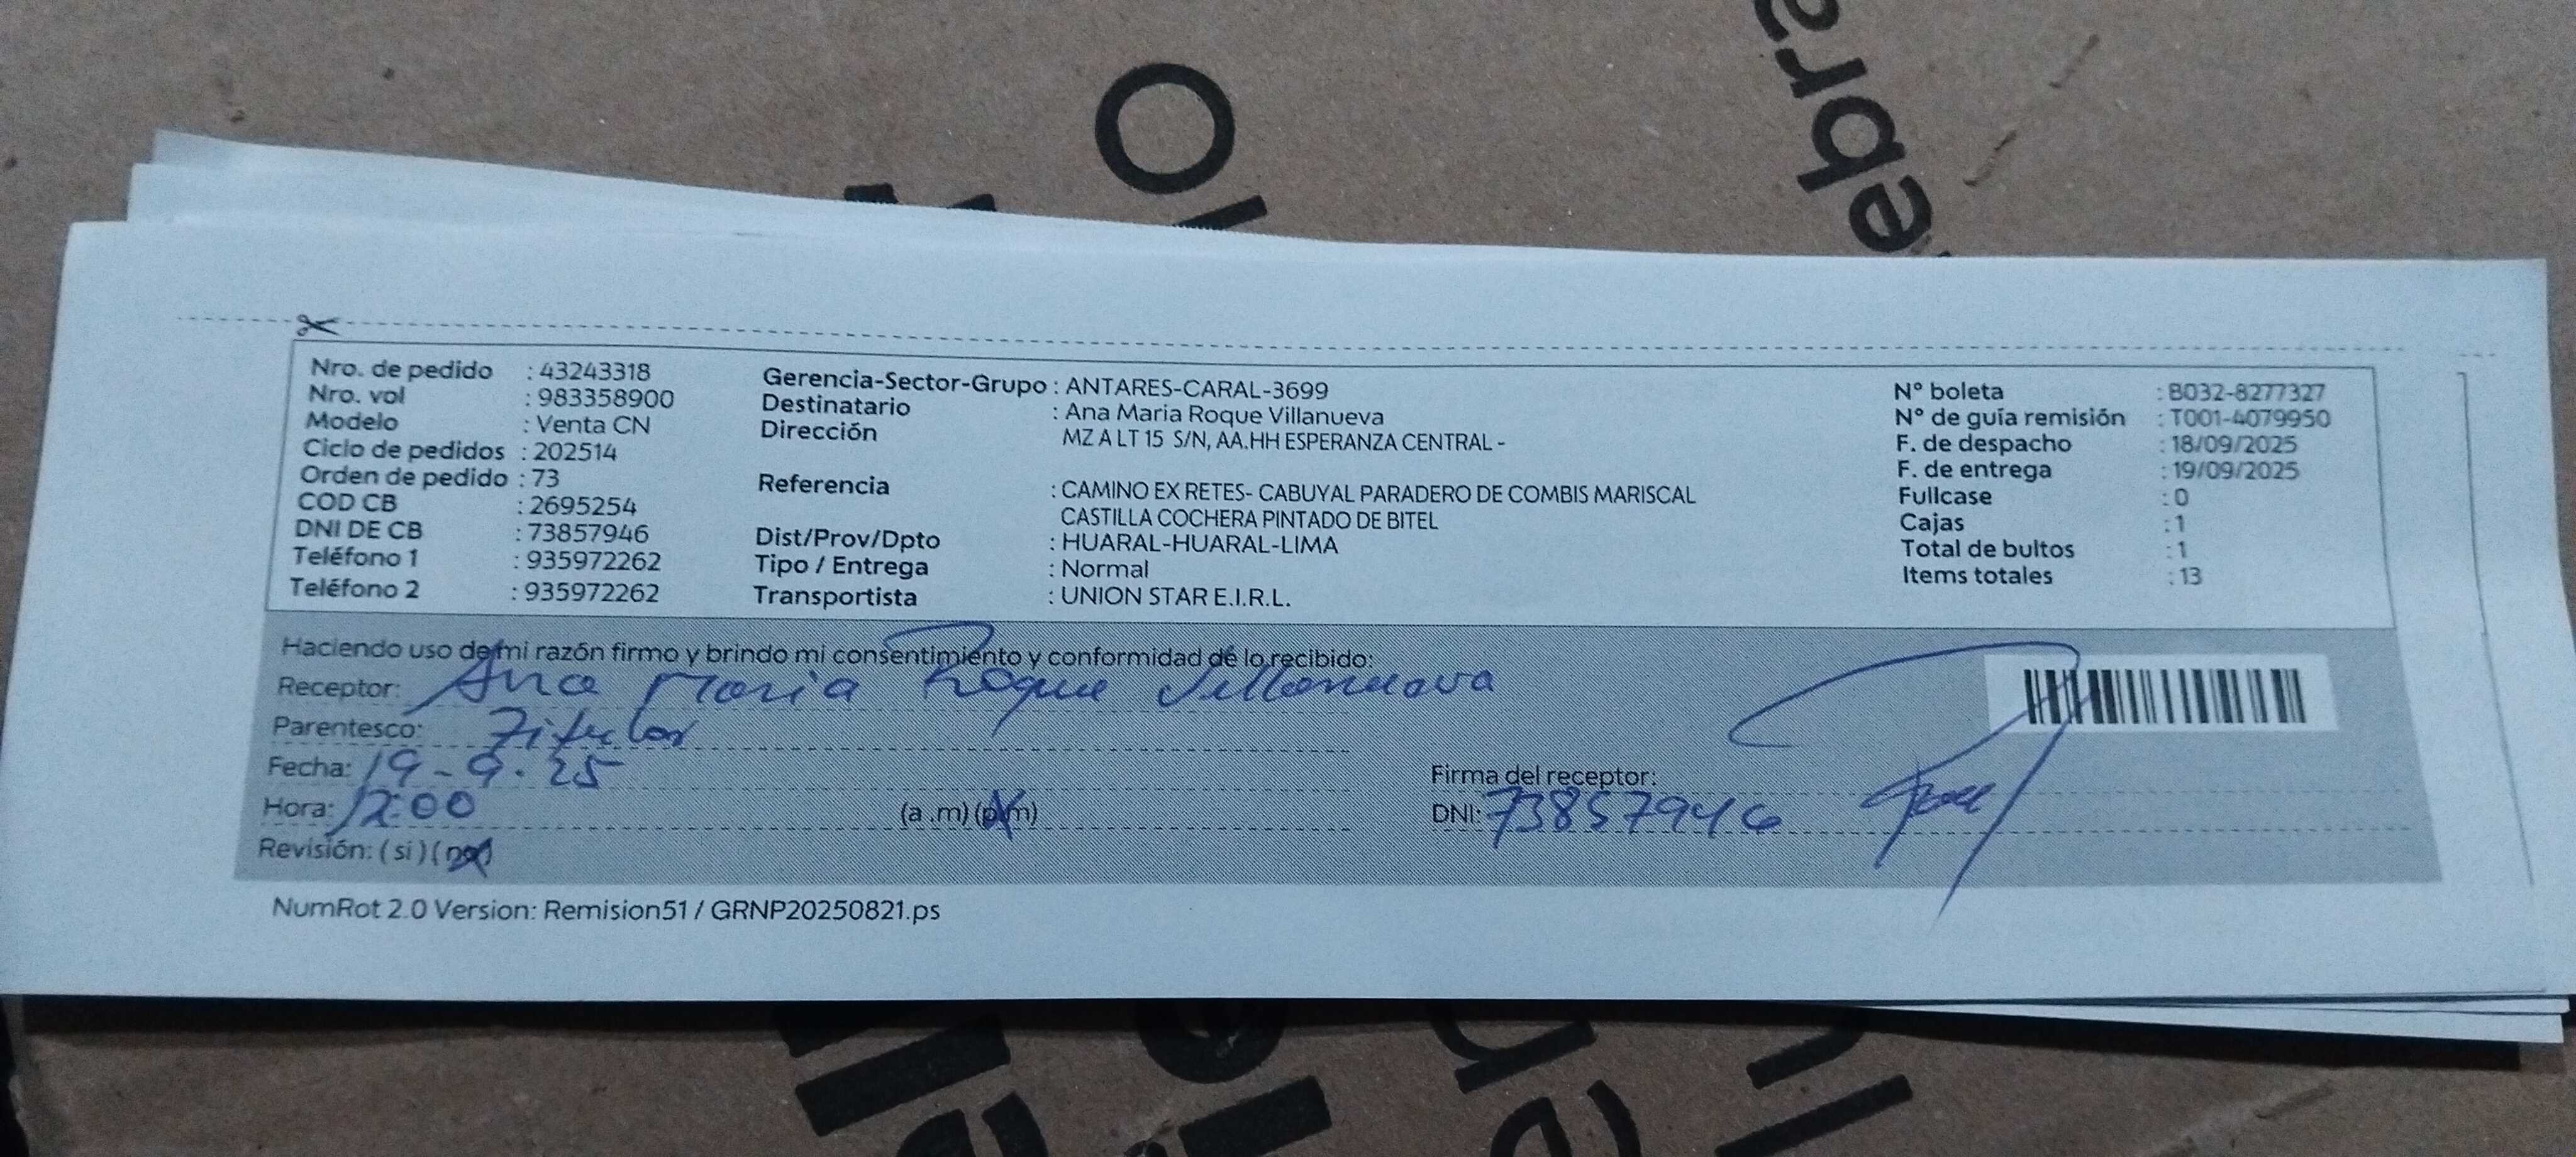 Nro. de pedido : 43243318
Nro. vol : 983358900
Modelo : Venta CN
Ciclo de pedidos : 202514
Orden de pedido : 73
COD CB : 2695254
DNI DE CB : 73857946
Teléfono 1 : 935972262
Teléfono 2 : 935972262
Gerencia-Sector-Grupo : ANTARES-CARAL-3699
Destinatario : Ana Maria Roque Villanueva
Dirección MZ A LT 15 S/N, AA.HH ESPERANZA CENTRAL -
Referencia : CAMINO EX RETES- CABUYAL PARADERO DE COMBIS MARISCAL
CASTILLA COCHERA PINTADO DE BITEL
Dist/Prov/Dpto : HUARAL-HUARAL-LIMA
Tipo / Entrega : Normal
Transportista : UNION STAR E.I.R.L.
N° boleta : B032-8277327
N° de guía remisión : T001-4079950
F. de despacho : 18/09/2025
F. de entrega : 19/09/2025
Fullcase : 0
Cajas : 1
Total de bultos : 1
Items totales : 13
Haciendo uso de mi razón firmo y brindo mi consentimiento y conformidad de lo recibido:
Receptor: Ana Maria Roque Villanueva
Parentesco: Titular
Fecha: 19-9-25
Hora: 12:00 (a.m) (p.m)
Revisión: (si) (no)
Firma del receptor:
DNI: 73857946
NumRot 2.0 Version: Remision51 / GRNP20250821.ps